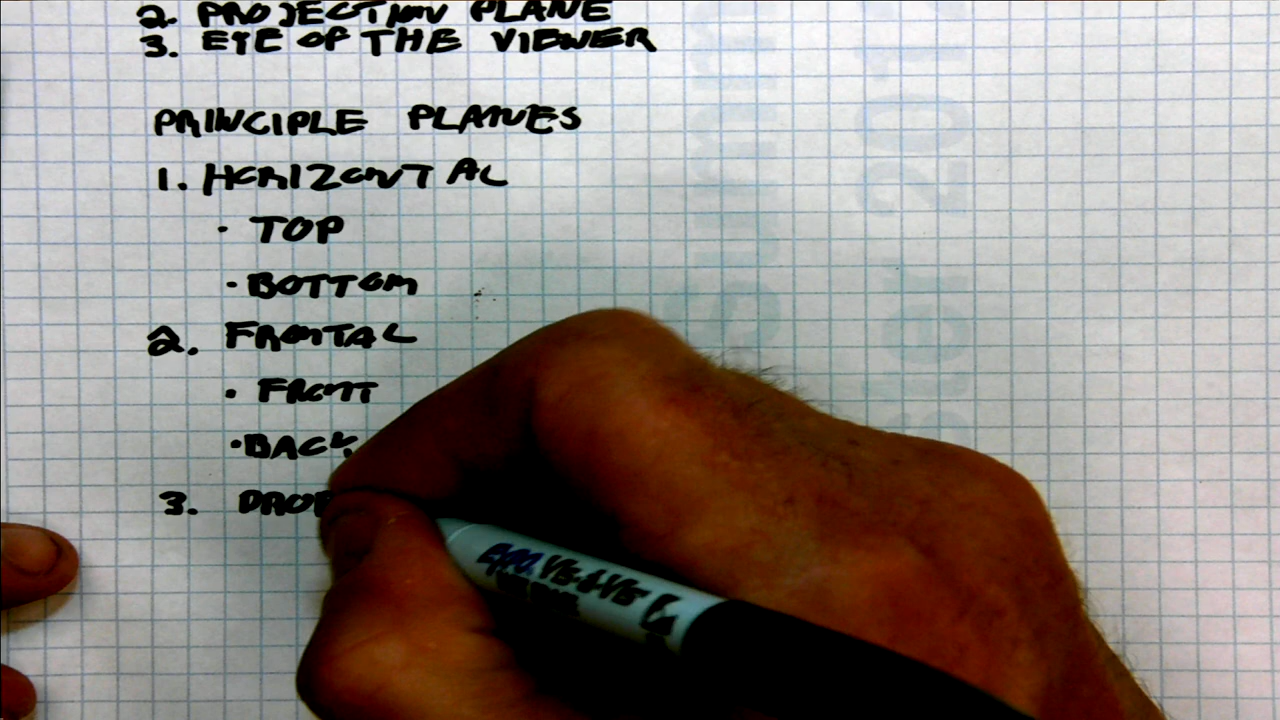 2. PROJECTION PLANE
3. EYE OF THE VIEWER
PRINCIPLE PLANES
1. HORIZONTAL
· TOP
· BOTTOM
2. FRONTAL
· FRONT
· BACK
3. PROF